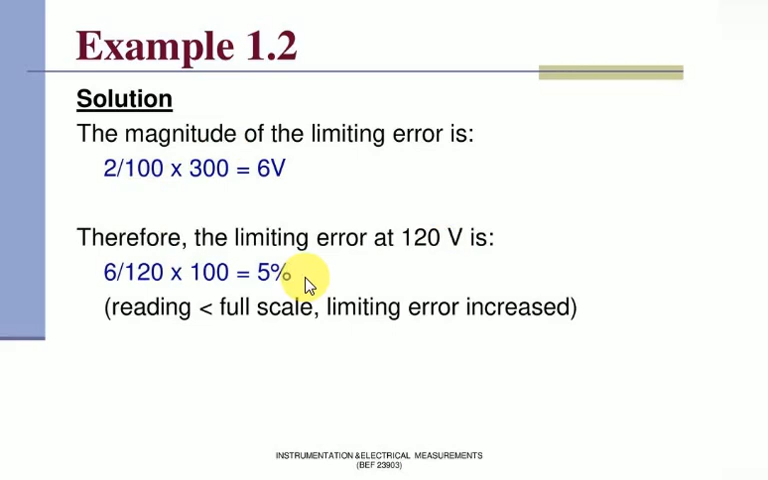 Example 1.2
Solution
The magnitude of the limiting error is:
2/100 x 300 = 6V
Therefore, the limiting error at 120 V is:
6/120 x 100 = 5%
(reading < full scale, limiting error increased)
INSTRUMENTATION &ELECTRICAL MEASUREMENTS
(BEF 23903)